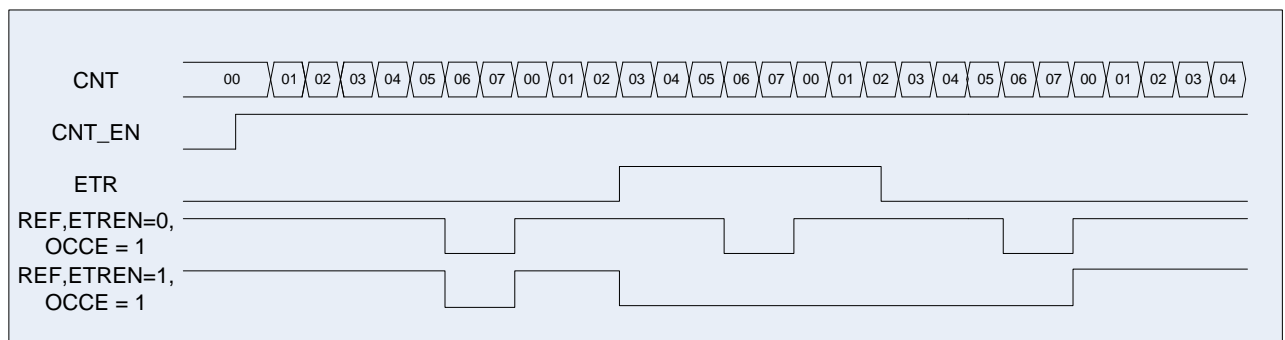 CNT 00 01 02 03 04 05 06 07 00 01 02 03 04 05 06 07 00 01 02 03 04 05 06 07 00 01 02 03 04
CNT_EN
ETR
REF,ETREN=0,
OCCE = 1
REF,ETREN=1,
OCCE = 1